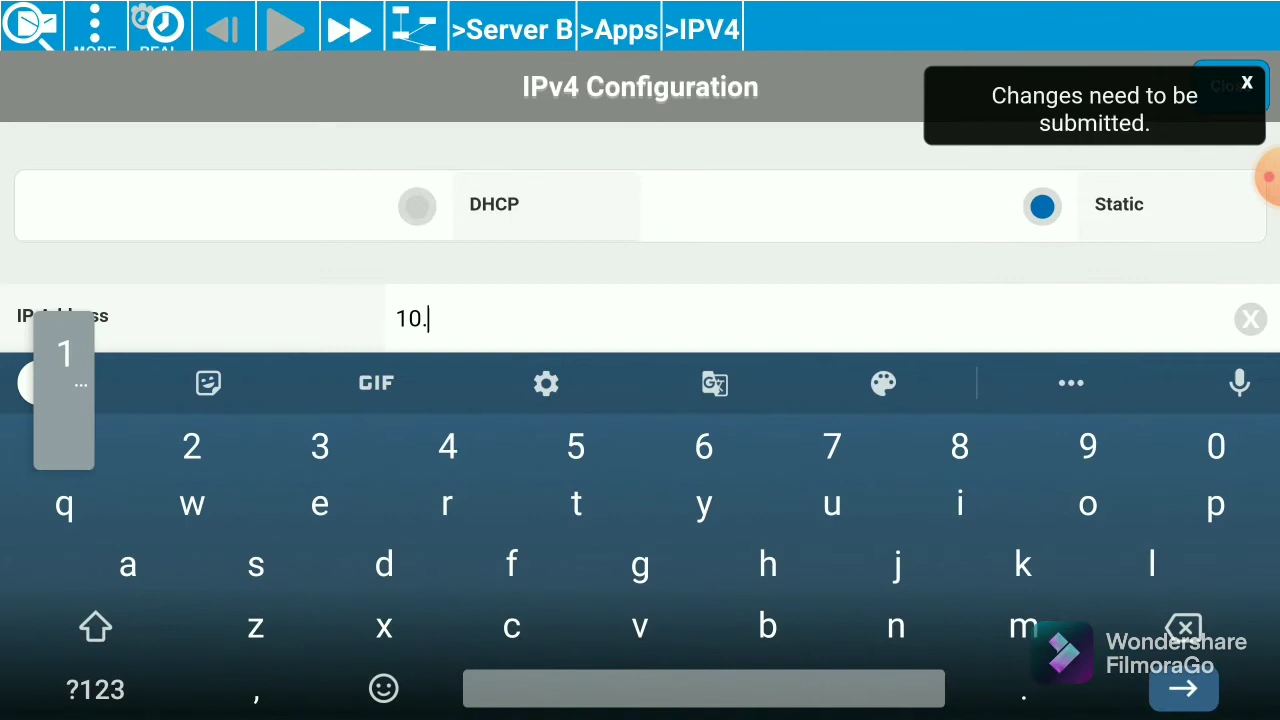 MORE
REAL
>Server B >Apps >IPV4
IPv4 Configuration
Changes need to be
submitted.
X
DHCP
Static
10.
X
1
...
GIF
2 3 4 5 6 7 8 9 0
q w e r t y u i o p
a s d f g h j k l
z x c v b n m
Wondershare
FilmoraGo
?123 , .